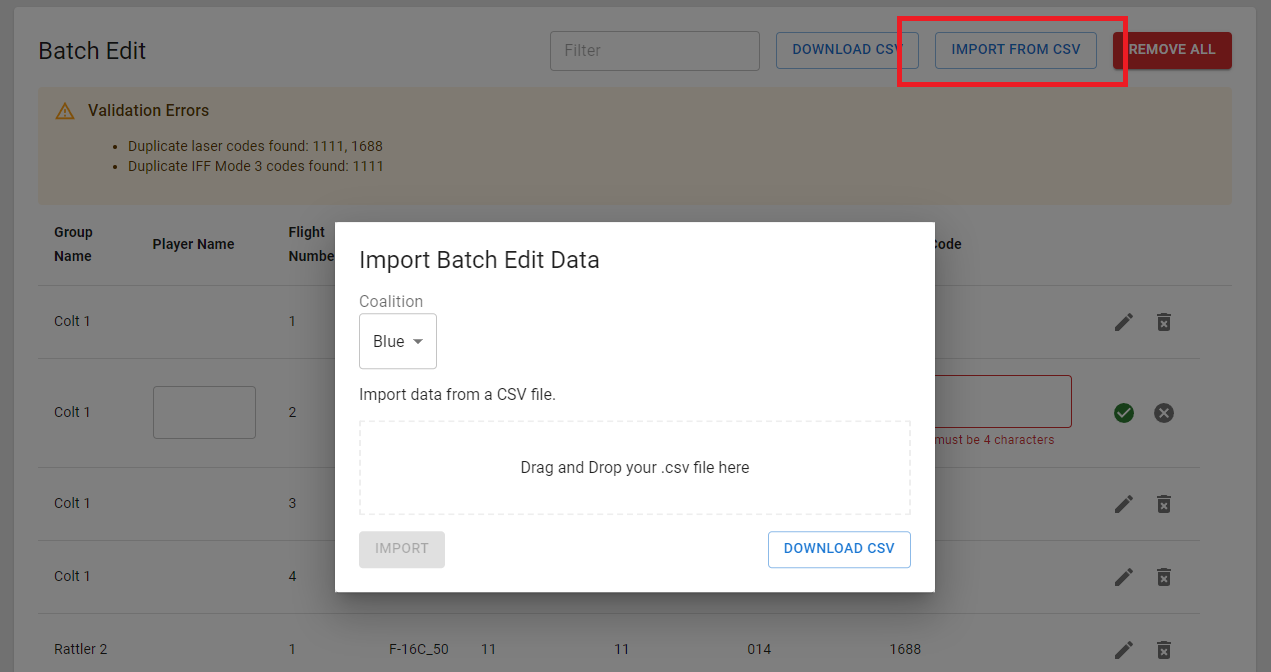 Batch Edit
Filter
DOWNLOAD CSV
IMPORT FROM CSV
REMOVE ALL
Validation Errors
Duplicate laser codes found: 1111, 1688
Duplicate IFF Mode 3 codes found: 1111
Group Name
Player Name
Flight Numbe
ode
Colt 1
1
Colt 1
2
must be 4 characters
Colt 1
3
Colt 1
4
Rattler 2
1
F-16C_50
11
11
014
1688
Import Batch Edit Data
Coalition
Blue
Import data from a CSV file.
Drag and Drop your .csv file here
IMPORT
DOWNLOAD CSV